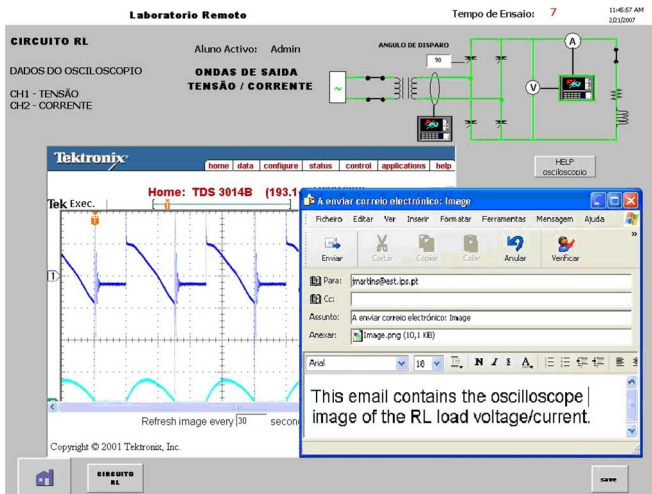 Laboratorio Remoto
Tempo de Ensaio: 7
11:45:57 AM
2/21/2007
CIRCUITO RL
Aluno Activo: Admin
ANGULO DE DISPARO
90
A
DADOS DO OSCILOSCOPIO
ONDAS DE SAIDA
TENSÃO / CORRENTE
CH1 - TENSÃO
CH2 - CORRENTE
V
HELP
osciloscopio
Tektronix
home data configure status control applications help
Home: TDS 3014B (193.1
Tek Exec.
1
A enviar correio electrónico: Image
Ficheiro Editar Ver Inserir Formatar Ferramentas Mensagem Ajuda
Enviar Cortar Copiar Colar Anular Verificar
Para: jmartins@est.ips.pt
Cc:
Assunto: A enviar correio electrónico: Image
Anexar: Image.png (10,1 KB)
Arial 18 N I S A
This email contains the oscilloscope
image of the RL load voltage/current.
Refresh image every 30 secon
Copyright © 2001 Tektronix, Inc.
CIRCUITO
RL
save